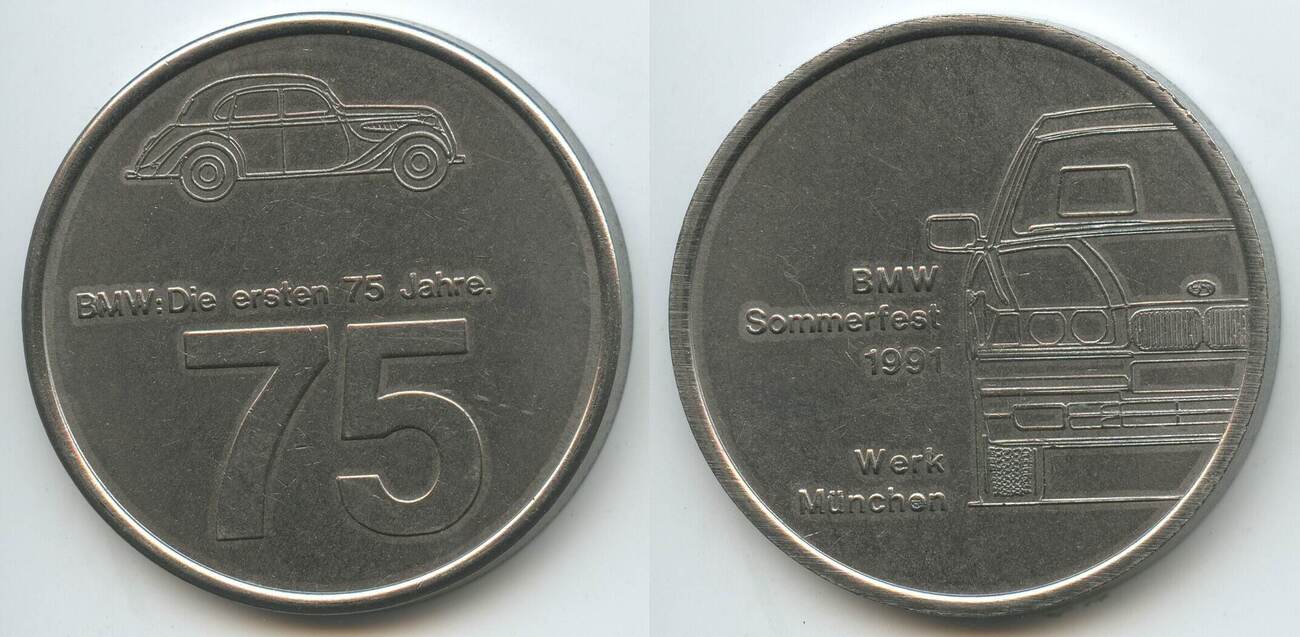 BMW: Die ersten 75 Jahre.
75
BMW
Sommerfest
1991
Werk
München